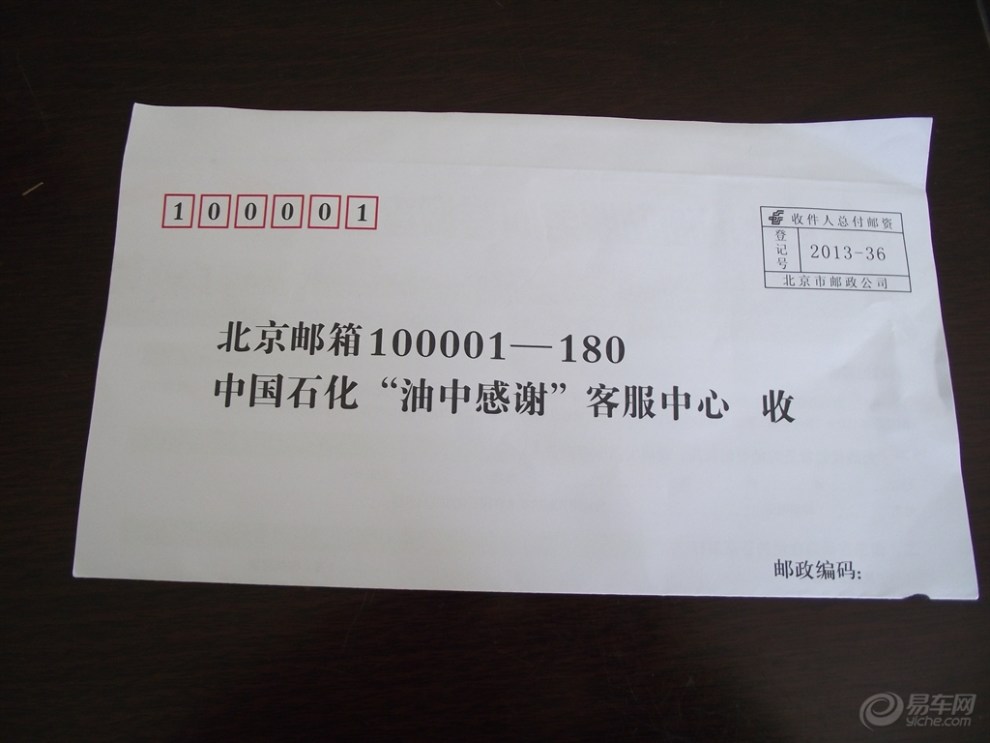 100001
收件人总付邮资
登记号
2013-36
北京市邮政公司
北京邮箱100001—180
中国石化“油中感谢”客服中心 收
邮政编码:
易车网
yiche.com